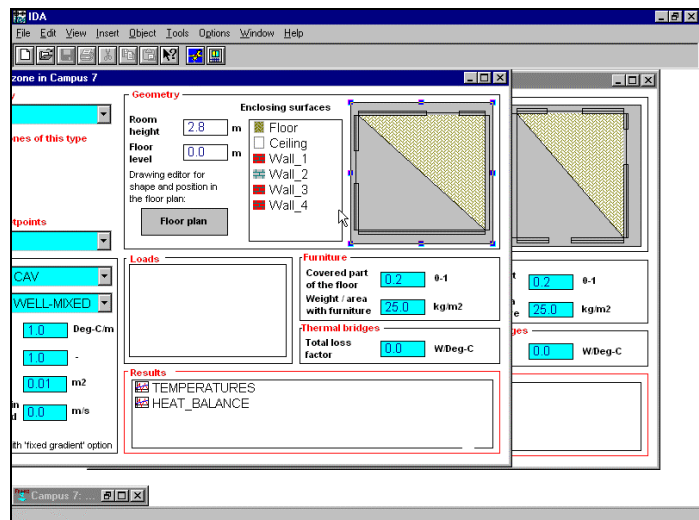 IDA
File Edit View Insert Object Tools Options Window Help
zone in Campus 7
y
ones of this type
tpoints
CAV
WELL-MIXED
1.0 Deg-C/m
1.0 -
0.01 m2
in
d 0.0 m/s
ith 'fixed gradient' option
Geometry
Room
height 2.8 m
Floor
level 0.0 m
Drawing editor for
shape and position in
the floor plan:
Floor plan
Enclosing surfaces
Floor
Ceiling
Wall_1
Wall_2
Wall_3
Wall_4
Loads
Furniture
Covered part
of the floor 0.2 0-1
Weight / area
with furniture 25.0 kg/m2
Thermal bridges
Total loss
factor 0.0 W/Deg-C
Results
TEMPERATURES
HEAT_BALANCE
rt
0.2 0-1
re 25.0 kg/m2
ges
0.0 W/Deg-C
Campus 7: ...